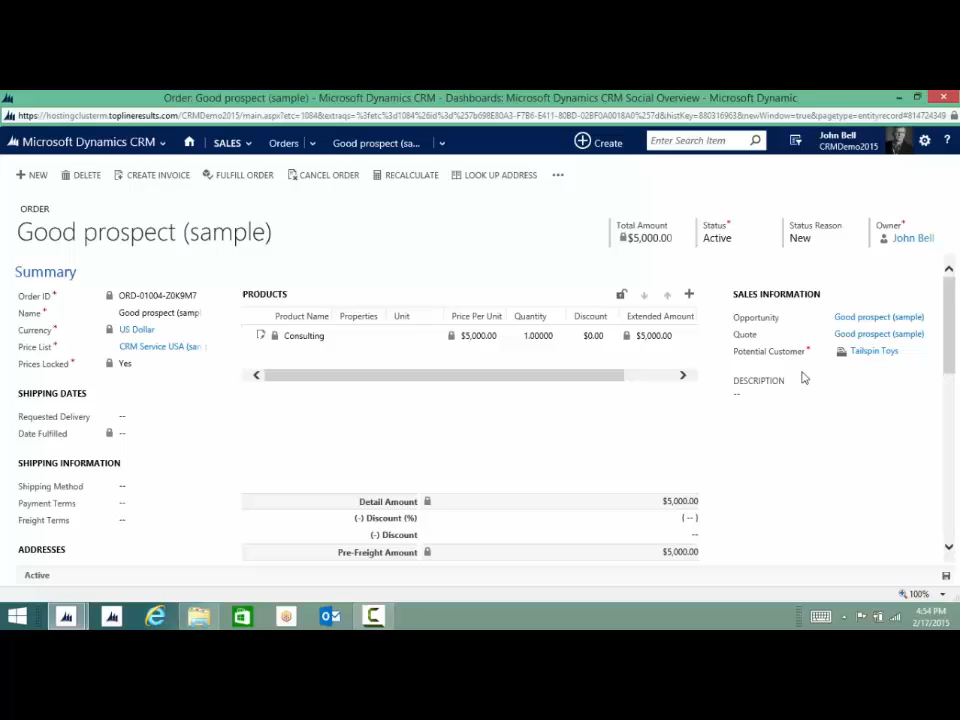 Order: Good prospect (sample) - Microsoft Dynamics CRM - Dashboards: Microsoft Dynamics CRM Social Overview - Microsoft Dynamic
Microsoft Dynamics CRM
SALES
Orders
Good prospect (sa...
Create
Enter Search Item
John Bell
CRMDemo2015
?
NEW
DELETE
CREATE INVOICE
FULFILL ORDER
CANCEL ORDER
RECALCULATE
LOOK UP ADDRESS
...
ORDER
Good prospect (sample)
Total Amount
$5,000.00
Status*
Active
Status Reason
New
Owner*
John Bell
Summary
Order ID* ORD-01004-Z0K9M7
Name* Good prospect (sampl
Currency* US Dollar
Price List* CRM Service USA (san
Prices Locked* Yes
SHIPPING DATES
Requested Delivery --
Date Fulfilled --
SHIPPING INFORMATION
Shipping Method --
Payment Terms --
Freight Terms --
ADDRESSES
PRODUCTS
Product Name Properties Unit Price Per Unit Quantity Discount Extended Amount
Consulting $5,000.00 1.00000 $0.00 $5,000.00
Detail Amount $5,000.00
(-) Discount (%) ( -- )
(-) Discount --
Pre-Freight Amount $5,000.00
SALES INFORMATION
Opportunity Good prospect (sample)
Quote Good prospect (sample)
Potential Customer* Tailspin Toys
DESCRIPTION
--
Active
100%
4:54 PM
2/17/2015